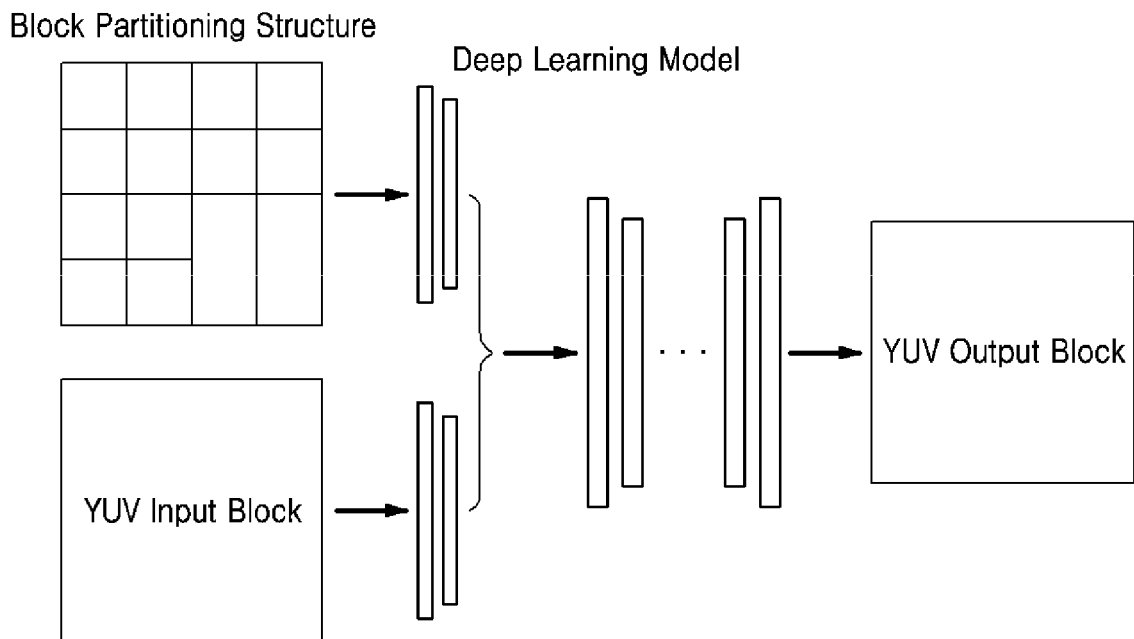 Block Partitioning Structure
Deep Learning Model
YUV Input Block
. . .
YUV Output Block